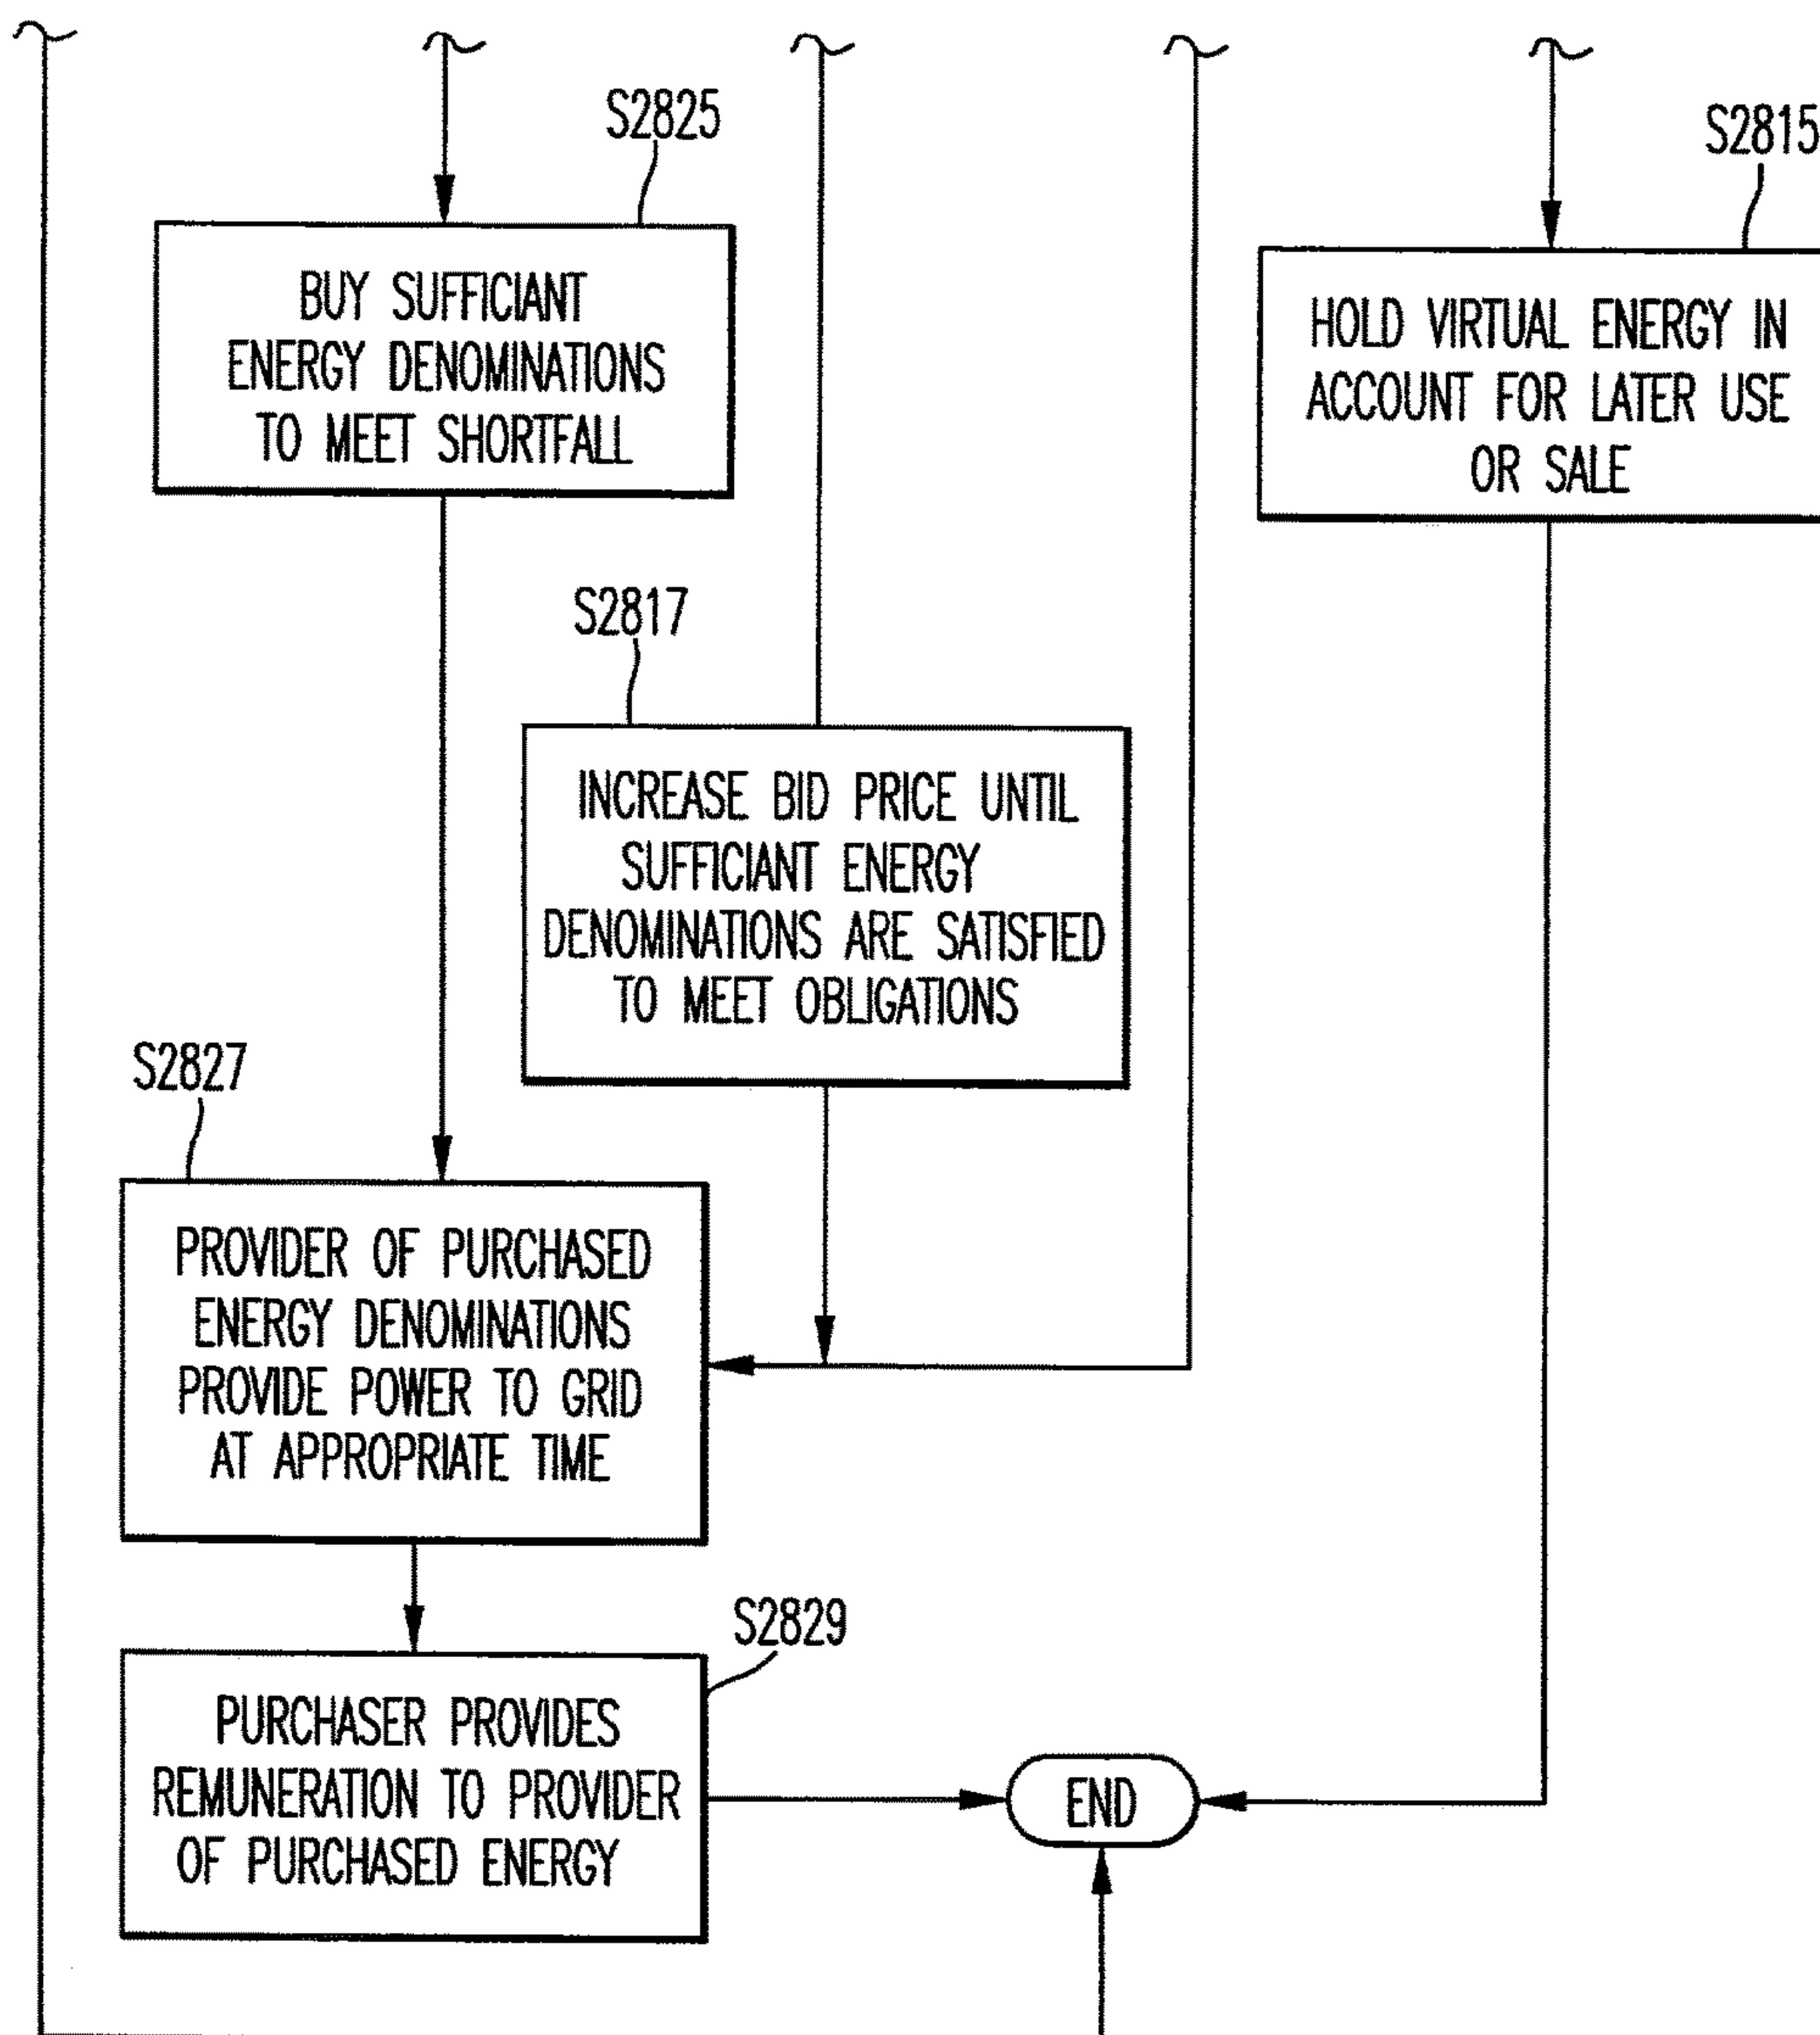 S2825
BUY SUFFICIANT
ENERGY DENOMINATIONS
TO MEET SHORTFALL
S2815
HOLD VIRTUAL ENERGY IN
ACCOUNT FOR LATER USE
OR SALE
S2817
INCREASE BID PRICE UNTIL
SUFFICIANT ENERGY
DENOMINATIONS ARE SATISFIED
TO MEET OBLIGATIONS
S2827
PROVIDER OF PURCHASED
ENERGY DENOMINATIONS
PROVIDE POWER TO GRID
AT APPROPRIATE TIME
S2829
PURCHASER PROVIDES
REMUNERATION TO PROVIDER
OF PURCHASED ENERGY
END